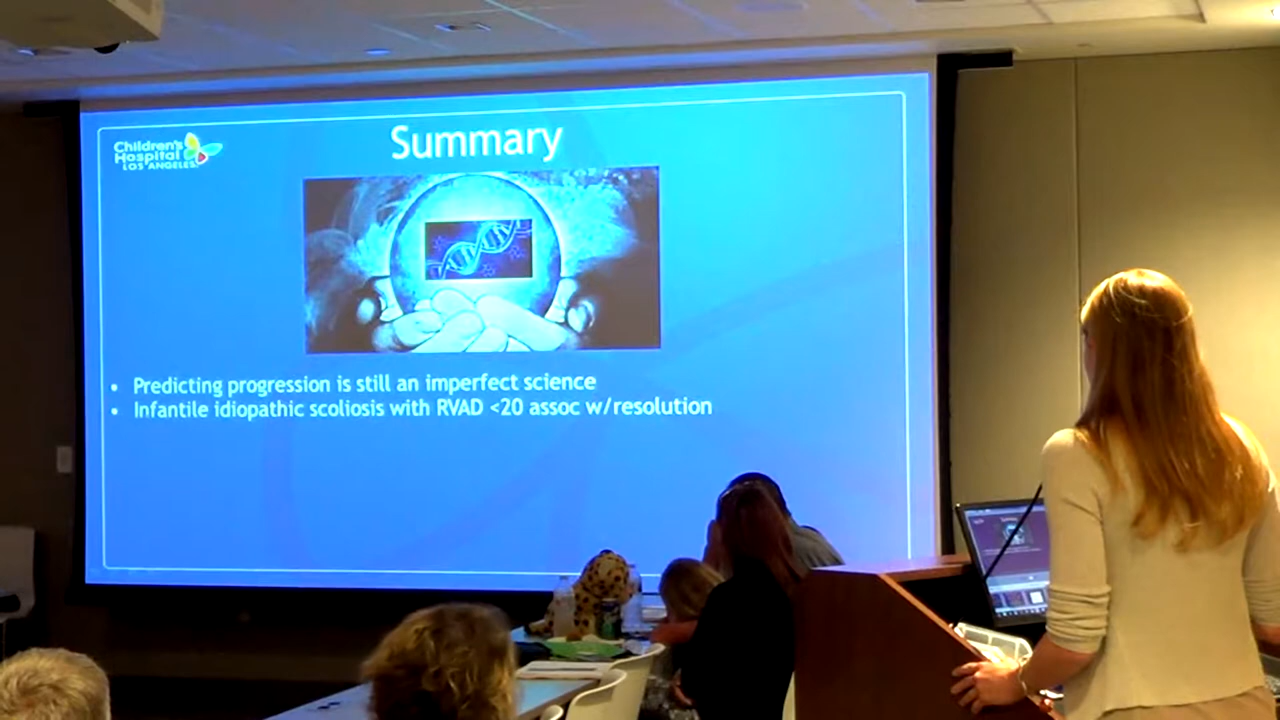 Children's
Hospital
LOS ANGELES
Summary
• Predicting progression is still an imperfect science
• Infantile idiopathic scoliosis with RVAD <20 assoc w/resolution